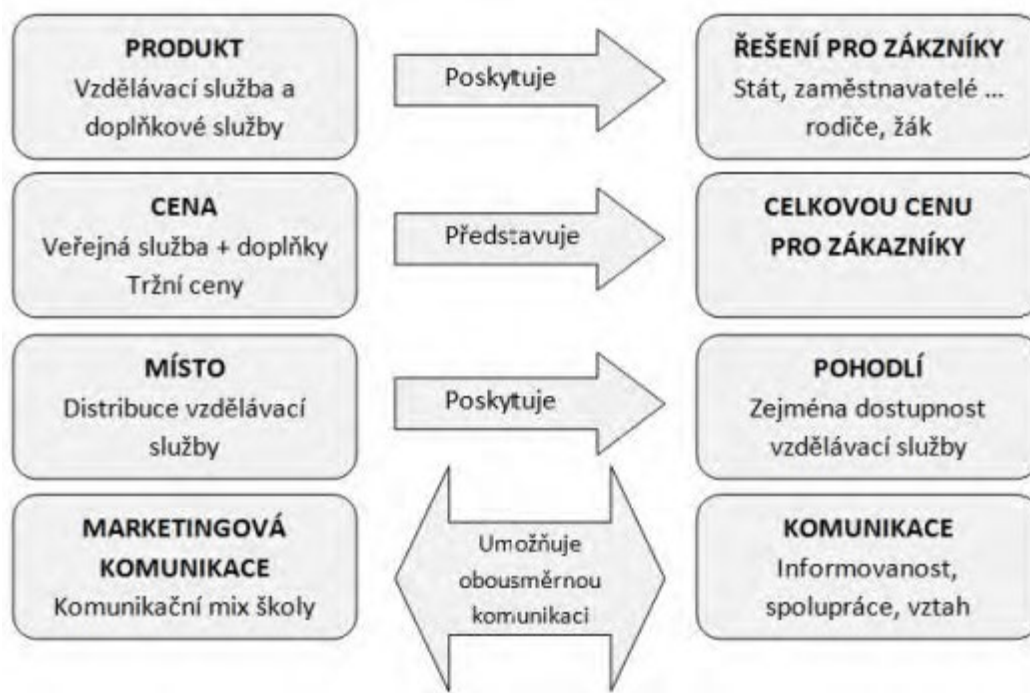 PRODUKT
Vzdělávací služba a
doplňkové služby
Poskytuje
ŘEŠENÍ PRO ZÁKZNÍKY
Stát, zaměstnavatelé ...
rodiče, žák
CENA
Veřejná služba + doplňky
Tržní ceny
Představuje
CELKOVOU CENU
PRO ZÁKAZNÍKY
MÍSTO
Distribuce vzdělávací
služby
Poskytuje
POHODLÍ
Zejména dostupnost
vzdělávací služby
MARKETINGOVÁ
KOMUNIKACE
Komunikační mix školy
Umožňuje
obousměrnou
komunikaci
KOMUNIKACE
Informovanost,
spolupráce, vztah